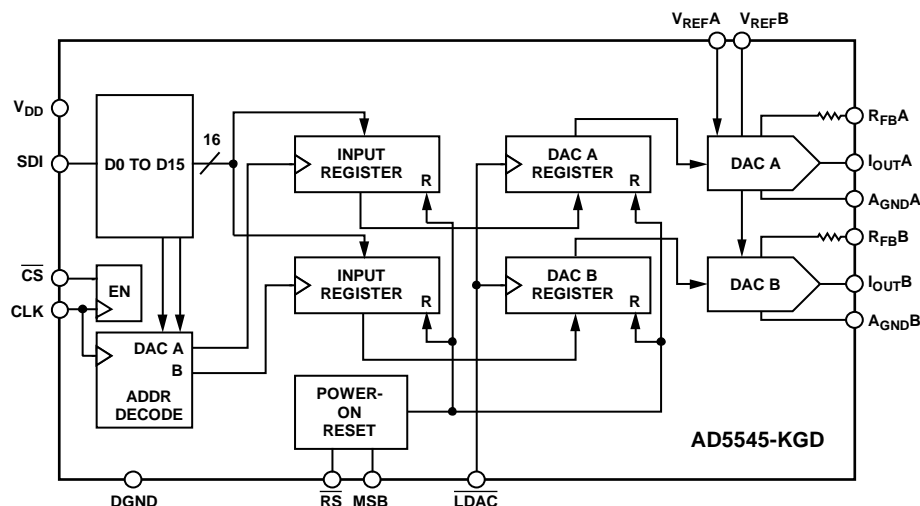 VREFA VREFB
VDD
SDI
D0 TO D15
16
INPUT
REGISTER
R
DAC A
REGISTER
R
DAC A
RFBA
IOUTA
AGNDA
CS
CLK
EN
INPUT
REGISTER
R
DAC B
REGISTER
R
DAC B
RFBB
IOUTB
AGNDB
DAC A
B
ADDR
DECODE
POWER-
ON
RESET
AD5545-KGD
DGND
RS
MSB
LDAC